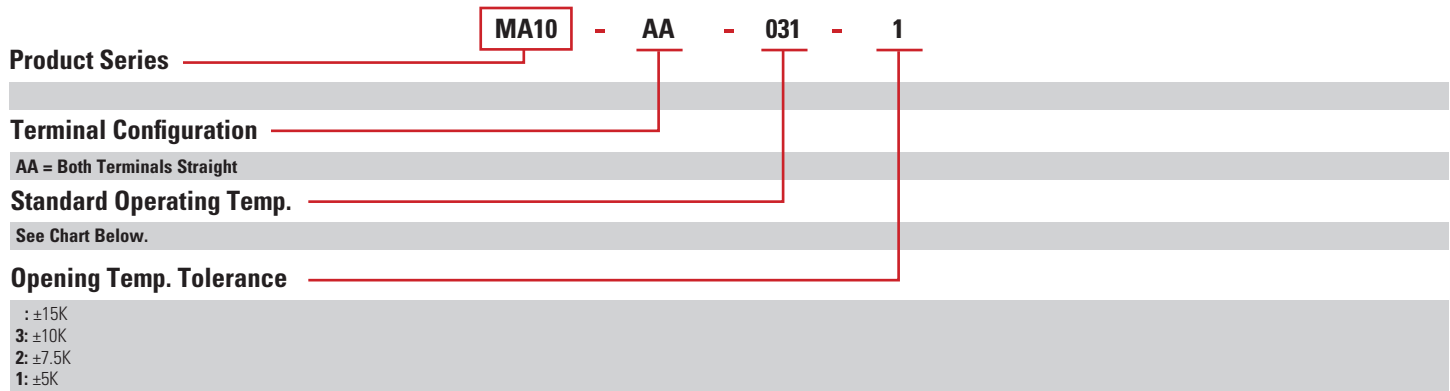 MA10 - AA - 031 - 1
Product Series
Terminal Configuration
AA = Both Terminals Straight
Standard Operating Temp.
See Chart Below.
Opening Temp. Tolerance
: ±15K
3: ±10K
2: ±7.5K
1: ±5K